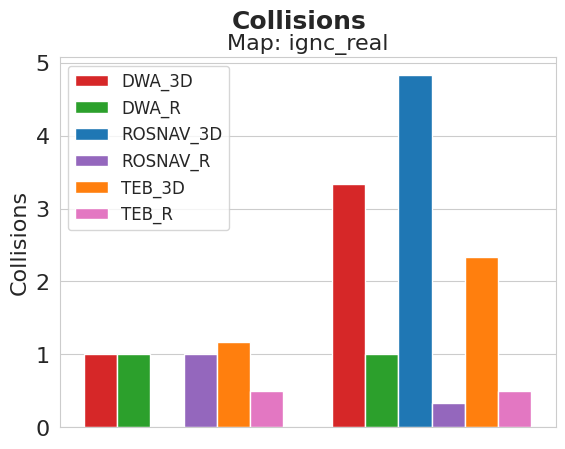 Collisions
Map: ignc_real
5
4
3
2
1
0
Collisions
DWA_3D
DWA_R
ROSNAV_3D
ROSNAV_R
TEB_3D
TEB_R